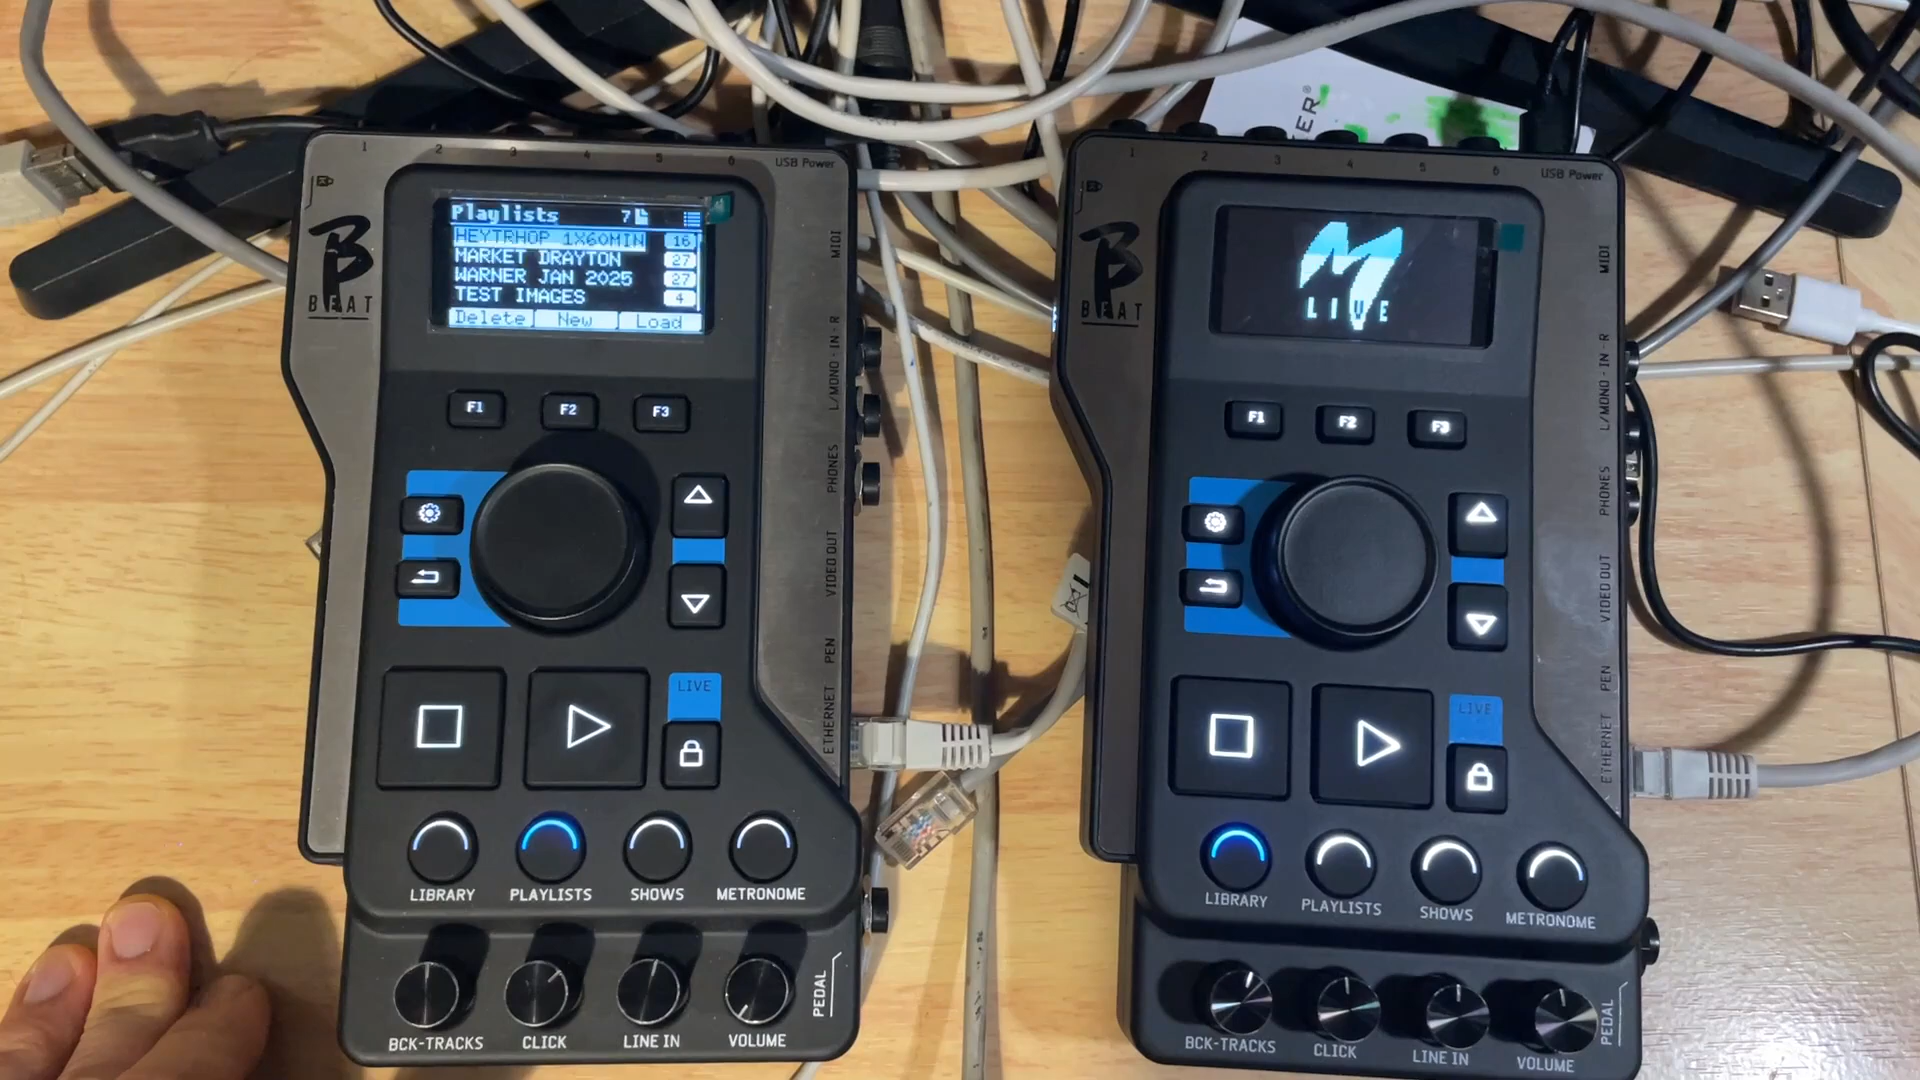 1 2 3 4 5 6 USB Power
B BEAT
Playlists 7
HEYTRHOP 1X60MIN 16
MARKET DRAYTON 27
WARNER JAN 2025 27
TEST IMAGES 4
Delete New Load
MIDI
L/MONO - IN - R
PHONES
VIDEO OUT
PEN
ETHERNET
F1 F2 F3
LIVE
LIBRARY PLAYLISTS SHOWS METRONOME
BCK-TRACKS CLICK LINE IN VOLUME
PEDAL
1 2 3 4 5 6 USB Power
B BEAT
M LIVE
MIDI
L/MONO - IN - R
PHONES
VIDEO OUT
PEN
ETHERNET
F1 F2 F3
LIVE
LIBRARY PLAYLISTS SHOWS METRONOME
BCK-TRACKS CLICK LINE IN VOLUME
PEDAL